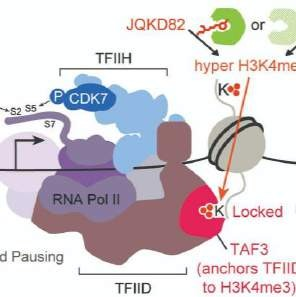 JQKD82
or
TFIIH
hyper H3K4me
P CDK7
K
S2 S5
S7
RNA Pol II
K Locked
TAF3
d Pausing
(anchors TFIID
TFIID
to H3K4me3)